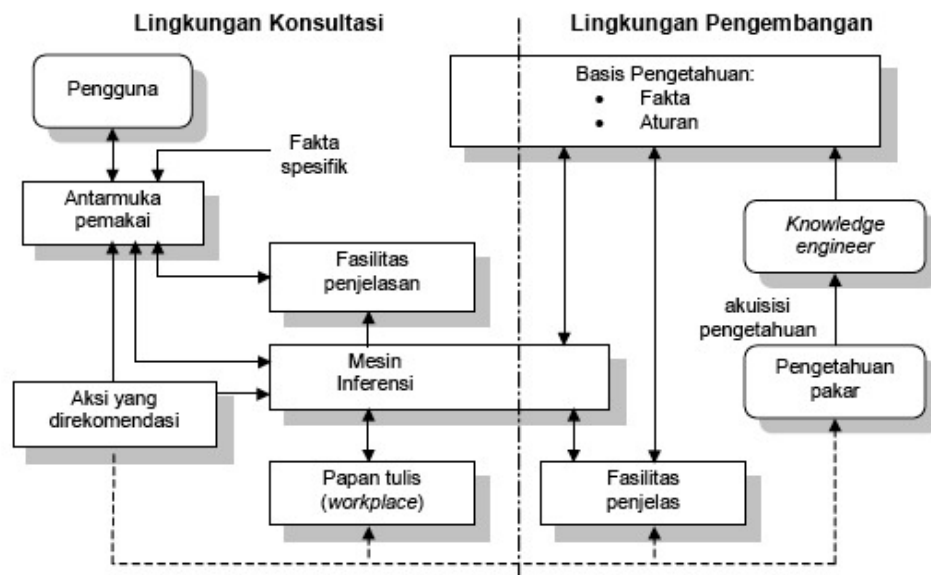 Lingkungan Konsultasi
Lingkungan Pengembangan
Pengguna
Fakta
spesifik
Antarmuka
pemakai
Fasilitas
penjelasan
Mesin
Inferensi
Aksi yang
direkomendasi
Papan tulis
(workplace)
Basis Pengetahuan:
• Fakta
• Aturan
Knowledge
engineer
akuisisi
pengetahuan
Pengetahuan
pakar
Fasilitas
penjelas